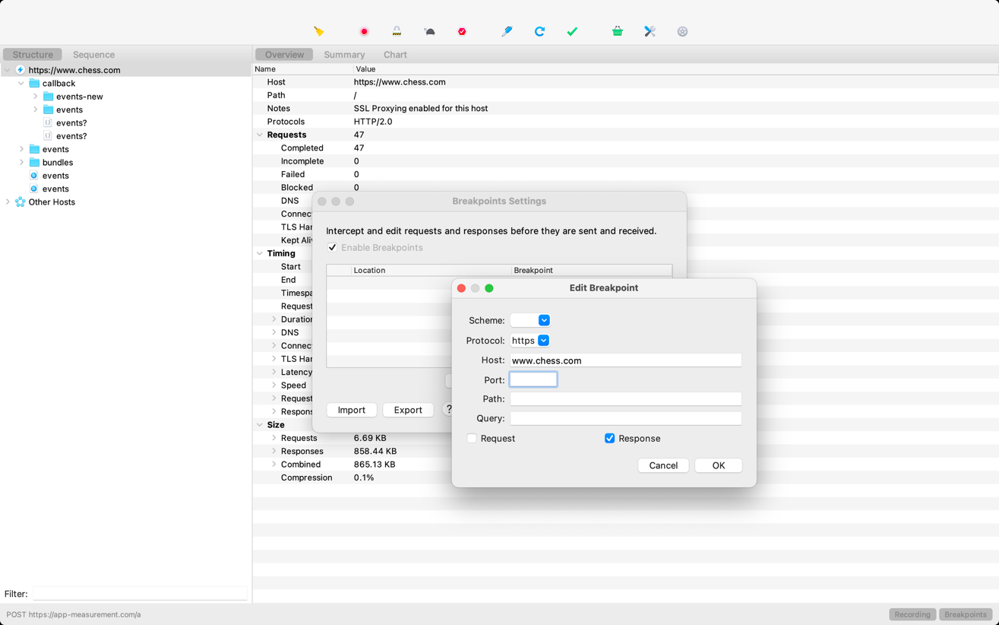 Structure
Sequence
https://www.chess.com
callback
events-new
events
events?
events?
events
bundles
events
events
Other Hosts
Filter:
Overview
Summary
Chart
Name Value
Host https://www.chess.com
Path /
Notes SSL Proxying enabled for this host
Protocols HTTP/2.0
Requests 47
Completed 47
Incomplete 0
Failed 0
Blocked 0
DNS
Connec
TLS Har
Kept Ali
Timing
Start
End
Timespa
Request
Duration
DNS
Connec
TLS Har
Latency
Speed
Request
Respon
Size
Requests 6.69 KB
Responses 858.44 KB
Combined 865.13 KB
Compression 0.1%
Breakpoints Settings
Intercept and edit requests and responses before they are sent and received.
Enable Breakpoints
Location Breakpoint
Import
Export
?
Edit Breakpoint
Scheme:
Protocol: https
Host: www.chess.com
Port:
Path:
Query:
Request
Response
Cancel
OK
POST https://app-measurement.com/a
Recording
Breakpoints